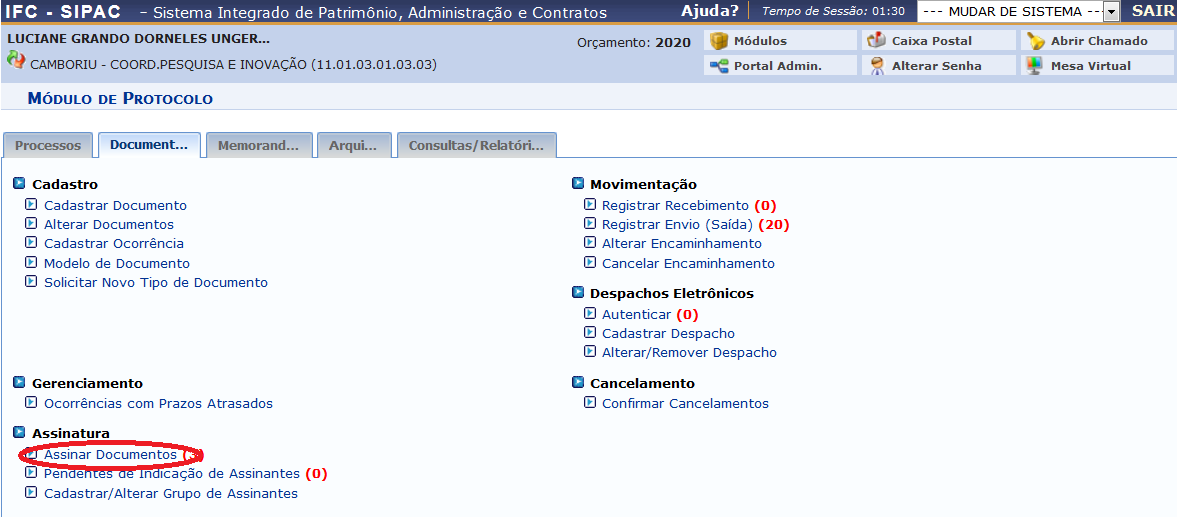 IFC - SIPAC - Sistema Integrado de Patrimônio, Administração e Contratos Ajuda? Tempo de Sessão: 01:30 --- MUDAR DE SISTEMA --- SAIR
LUCIANE GRANDO DORNELES UNGER... Orçamento: 2020 Módulos Caixa Postal Abrir Chamado
CAMBORIU - COORD.PESQUISA E INOVAÇÃO (11.01.03.01.03.03) Portal Admin. Alterar Senha Mesa Virtual
MÓDULO DE PROTOCOLO
Processos Document... Memorand... Arqui... Consultas/Relatóri...
Cadastro
Cadastrar Documento
Alterar Documentos
Cadastrar Ocorrência
Modelo de Documento
Solicitar Novo Tipo de Documento
Movimentação
Registrar Recebimento (0)
Registrar Envio (Saída) (20)
Alterar Encaminhamento
Cancelar Encaminhamento
Despachos Eletrônicos
Autenticar (0)
Cadastrar Despacho
Alterar/Remover Despacho
Gerenciamento
Ocorrências com Prazos Atrasados
Cancelamento
Confirmar Cancelamentos
Assinatura
Assinar Documentos
Pendentes de Indicação de Assinantes (0)
Cadastrar/Alterar Grupo de Assinantes